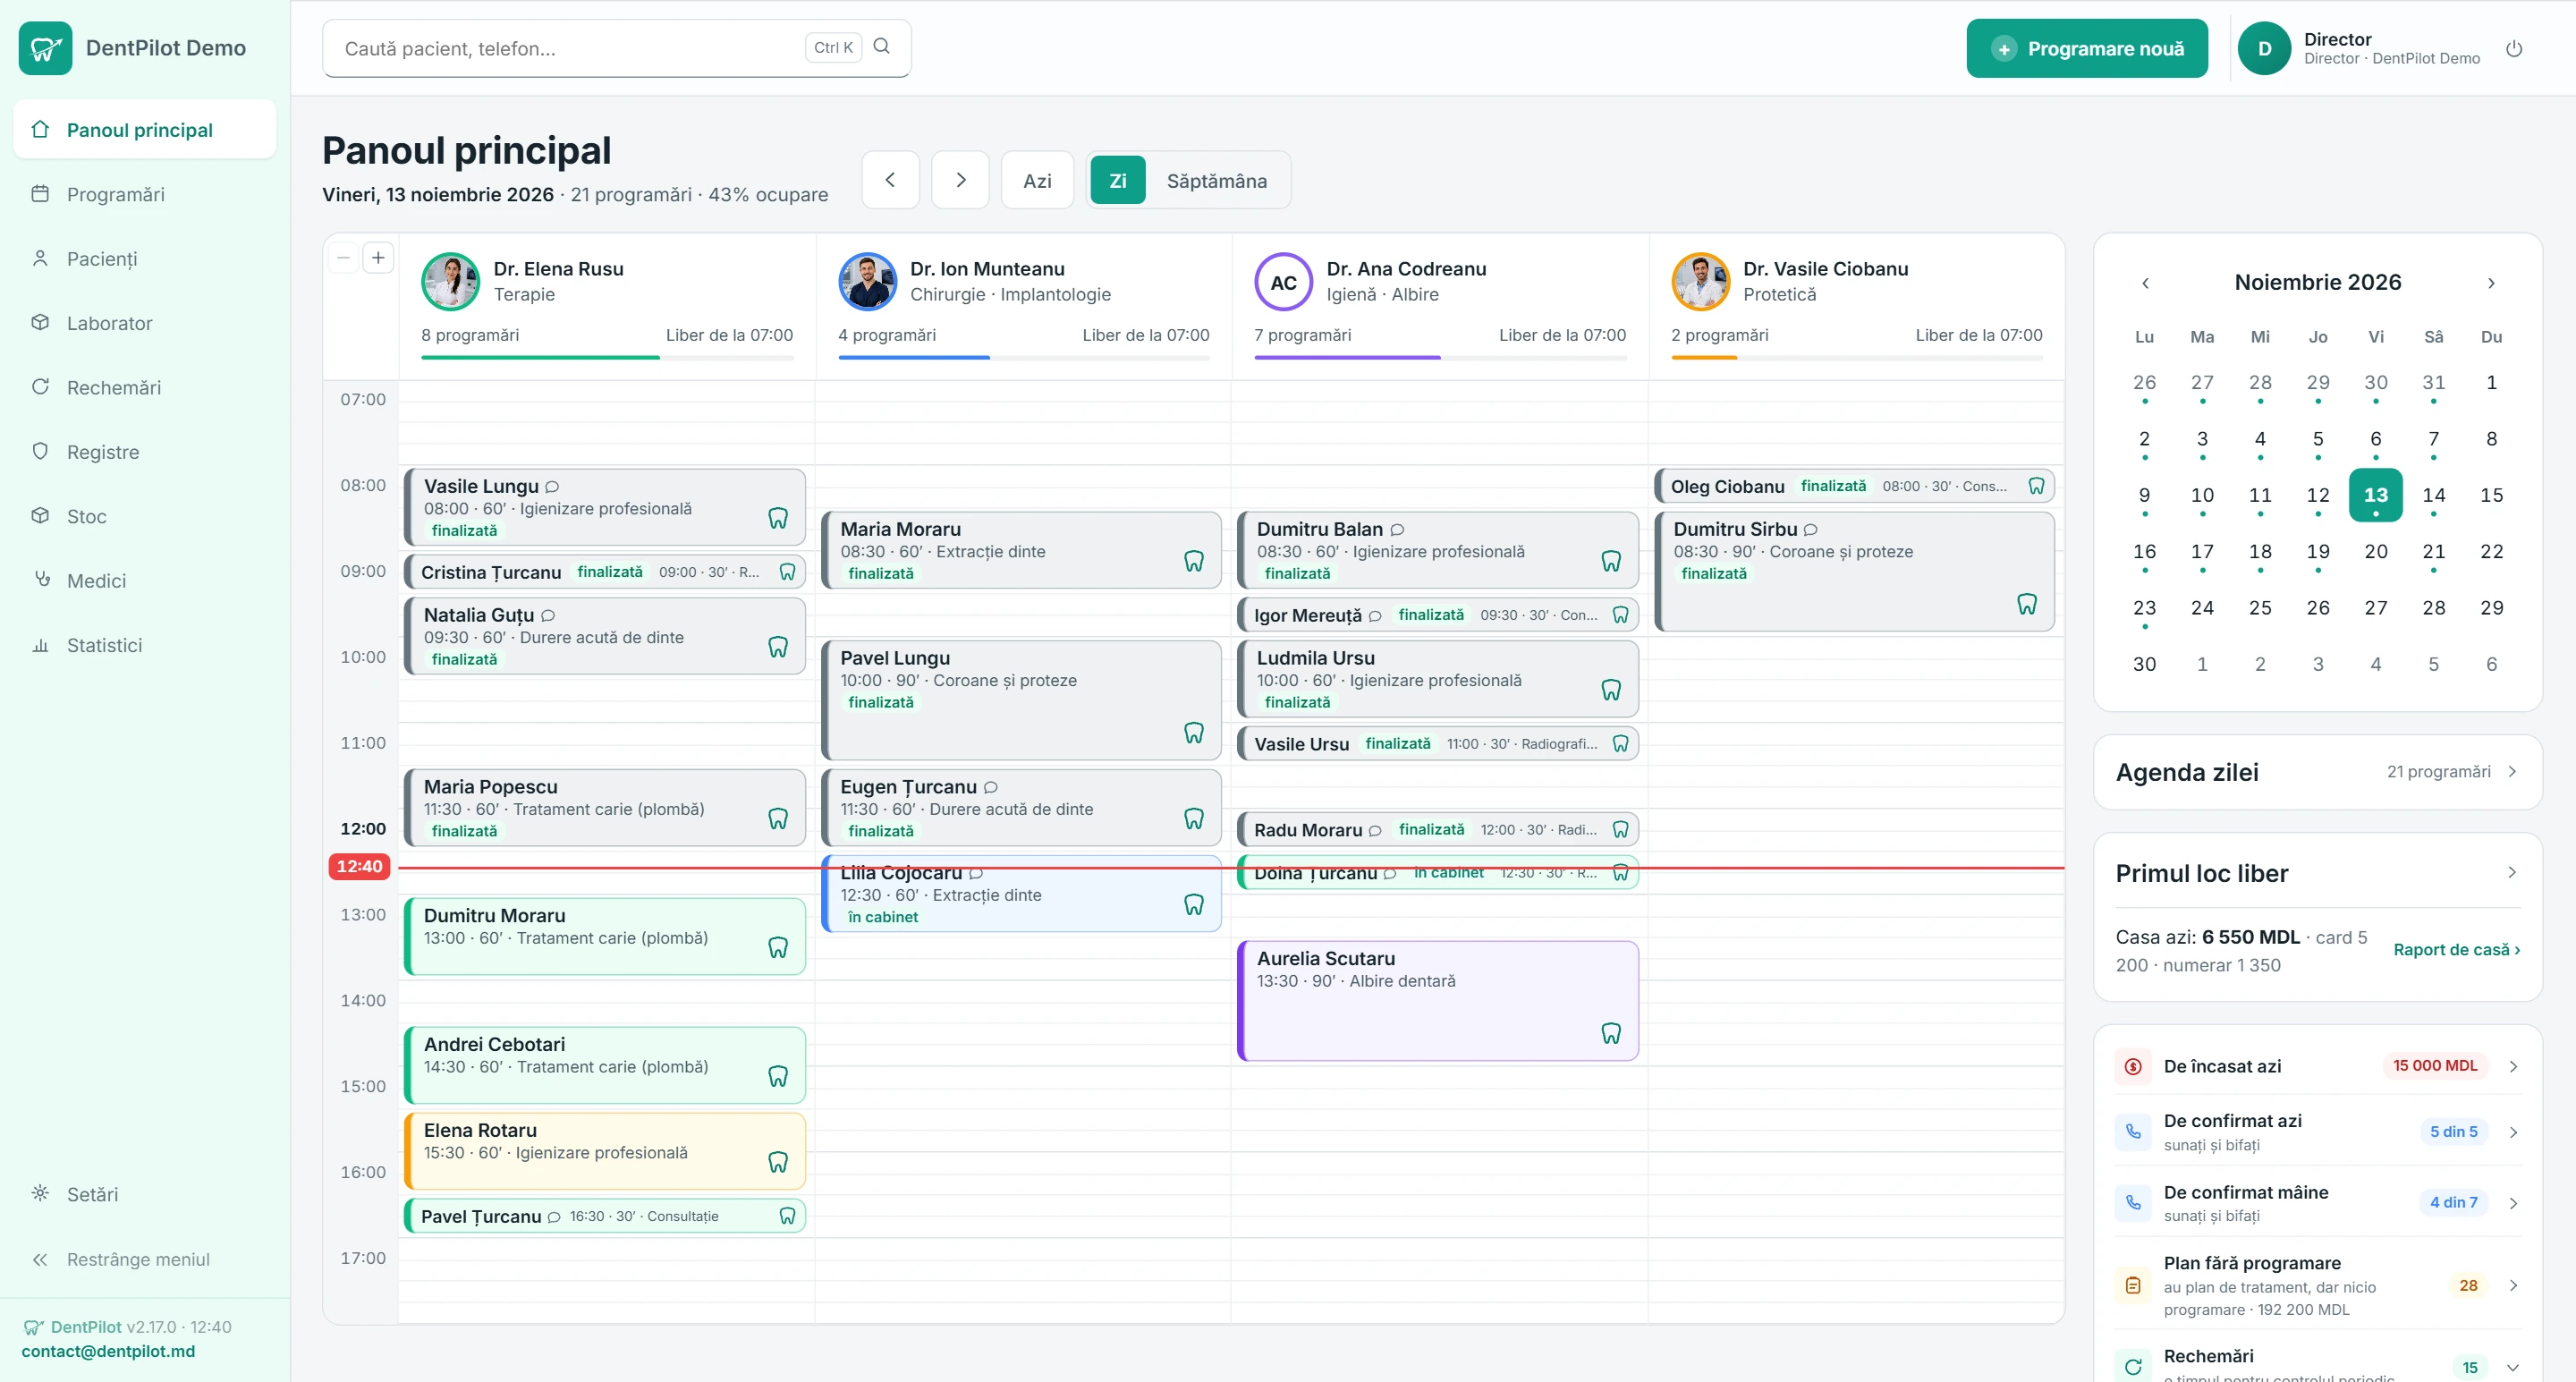 DentPilot Demo
Panoul principal
Programări
Pacienți
Laborator
Rechemări
Registre
Stoc
Medici
Statistici
Setări
Restrânge meniul
DentPilot v2.17.0 · 12:40
contact@dentpilot.md
Caută pacient, telefon...
Ctrl K
+ Programare nouă
D
Director
Director · DentPilot Demo
Panoul principal
Vineri, 13 noiembrie 2026 · 21 programări · 43% ocupare
Azi
Zi
Săptămâna
Dr. Elena Rusu
Terapie
8 programări
Liber de la 07:00
Dr. Ion Munteanu
Chirurgie · Implantologie
4 programări
Liber de la 07:00
AC
Dr. Ana Codreanu
Igienă · Albire
7 programări
Liber de la 07:00
Dr. Vasile Ciobanu
Protetică
2 programări
Liber de la 07:00
07:00
08:00
09:00
10:00
11:00
12:00
12:40
13:00
14:00
15:00
16:00
17:00
Vasile Lungu
08:00 · 60′ · Igienizare profesională
finalizată
Cristina Țurcanu finalizată 09:00 · 30′ · R...
Natalia Guțu
09:30 · 60′ · Durere acută de dinte
finalizată
Maria Popescu
11:30 · 60′ · Tratament carie (plombă)
finalizată
Dumitru Moraru
13:00 · 60′ · Tratament carie (plombă)
Andrei Cebotari
14:30 · 60′ · Tratament carie (plombă)
Elena Rotaru
15:30 · 60′ · Igienizare profesională
Pavel Țurcanu 16:30 · 30′ · Consultație
Maria Moraru
08:30 · 60′ · Extracție dinte
finalizată
Pavel Lungu
10:00 · 90′ · Coroane și proteze
finalizată
Eugen Țurcanu
11:30 · 60′ · Durere acută de dinte
finalizată
Lilia Cojocaru
12:30 · 60′ · Extracție dinte
în cabinet
Dumitru Balan
08:30 · 60′ · Igienizare profesională
finalizată
Igor Mereuță finalizată 09:30 · 30′ · Con...
Ludmila Ursu
10:00 · 60′ · Igienizare profesională
finalizată
Vasile Ursu finalizată 11:00 · 30′ · Radiografi...
Radu Moraru finalizată 12:00 · 30′ · Radi...
Doina Țurcanu în cabinet 12:30 · 30′ · R...
Aurelia Scutaru
13:30 · 90′ · Albire dentară
Oleg Ciobanu finalizată 08:00 · 30′ · Cons...
Dumitru Sirbu
08:30 · 90′ · Coroane și proteze
finalizată
Noiembrie 2026
Lu Ma Mi Jo Vi Sâ Du
26 27 28 29 30 31 1
2 3 4 5 6 7 8
9 10 11 12 13 14 15
16 17 18 19 20 21 22
23 24 25 26 27 28 29
30 1 2 3 4 5 6
Agenda zilei
21 programări
Primul loc liber
Casa azi: 6 550 MDL · card 5
200 · numerar 1 350
Raport de casă ›
De încasat azi
15 000 MDL
De confirmat azi
sunați și bifați
5 din 5
De confirmat mâine
sunați și bifați
4 din 7
Plan fără programare
au plan de tratament, dar nicio
programare · 192 200 MDL
28
Rechemări
e timpul pentru controlul periodic
15